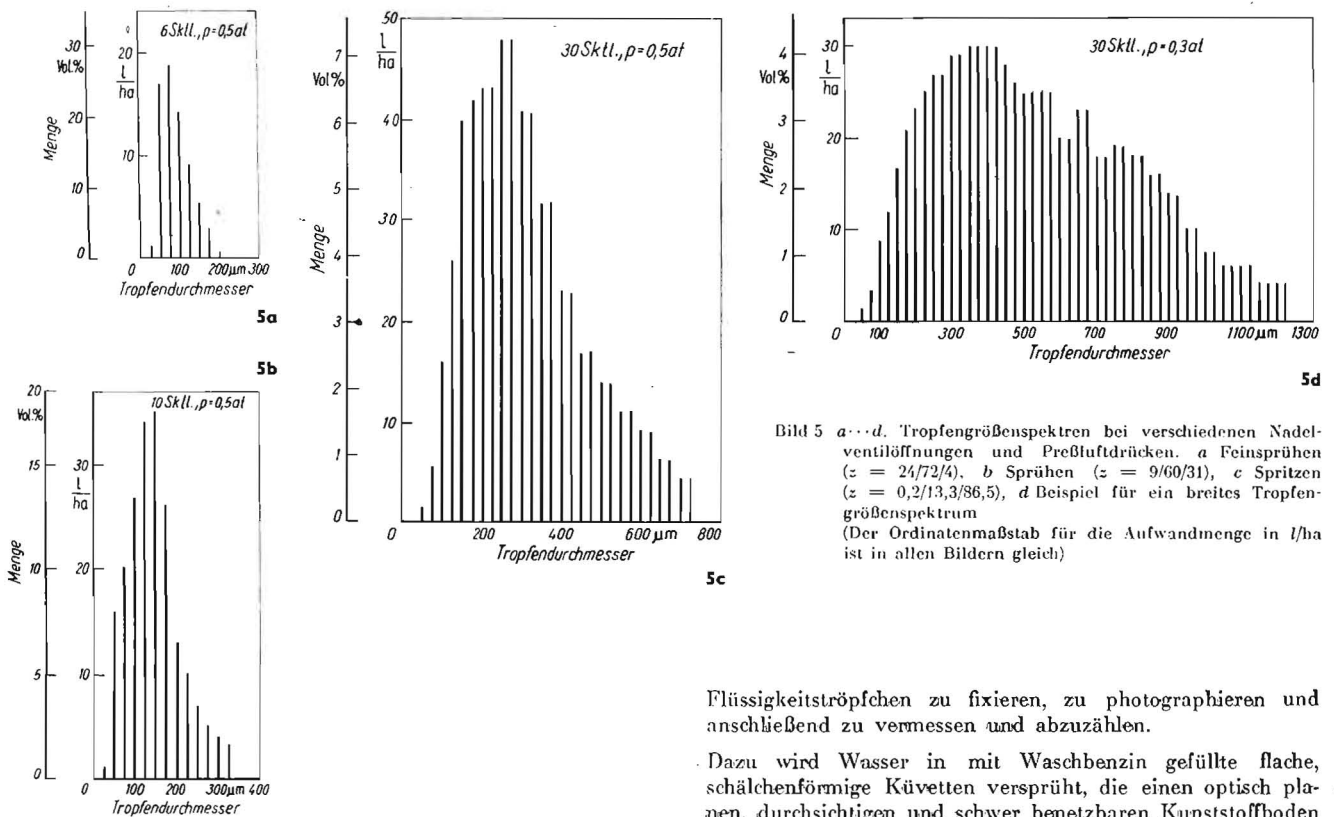 6Sktl., p=0,5at
30
20
10
0
Vol.%
Menge
20
l/ha
10
0 100 200µm 300
Tropfendurchmesser
5a
5b
10Sktl., p=0,5at
20
Vol.%
15
10
5
0
Menge
30
l/ha
20
10
0 100 200 300µm 400
Tropfendurchmesser
30Sktl., p=0,5at
7
Vol.%
6
5
4
3
2
1
0
Menge
50
l/ha
40
30
20
10
0 200 400 600µm 800
Tropfendurchmesser
5c
30Sktl., p=0,3at
4
Vol%
3
2
1
0
Menge
30
l/ha
20
10
0 100 300 500 700 900 1100µm 1300
Tropfendurchmesser
5d
Bild 5 a···d. Tropfengrößenspektren bei verschiedenen Nadel-
ventilöffnungen und Preßluftdrücken. a Feinsprühen
(z = 24/72/4), b Sprühen (z = 9/60/31), c Spritzen
(z = 0,2/13,3/86,5), d Beispiel für ein breites Tropfen-
größenspektrum
(Der Ordinatenmaßstab für die Aufwandmenge in l/ha
ist in allen Bildern gleich)
Flüssigkeitströpfchen zu fixieren, zu photographieren und
anschließend zu vermessen und abzuzählen.
Dazu wird Wasser in mit Waschbenzin gefüllte flache,
schälchenförmige Küvetten versprüht, die einen optisch pla-
nen, durchsichtigen und schwer benetzbaren Kunststoffboden